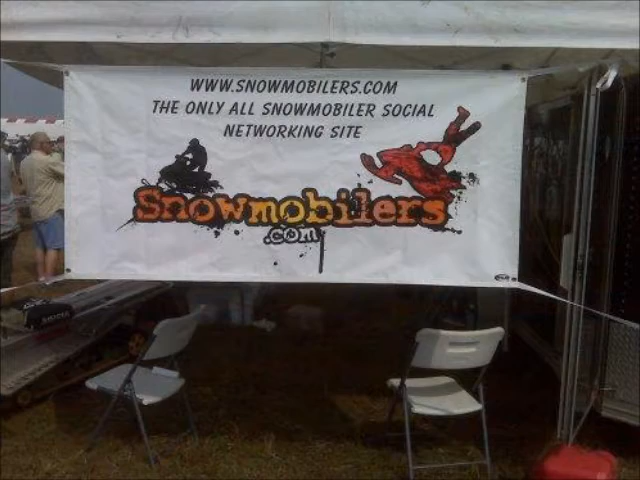 WWW.SNOWMOBILERS.COM
THE ONLY ALL SNOWMOBILER SOCIAL
NETWORKING SITE
Snowmobilers
.com